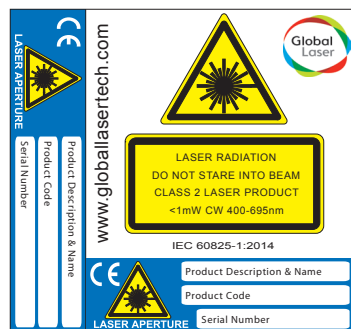 CE
LASER APERTURE
Product Description & Name
Product Code
Serial Number
www.globallasertech.com
Global
Laser
LASER RADIATION
DO NOT STARE INTO BEAM
CLASS 2 LASER PRODUCT
<1mW CW 400-695nm
IEC 60825-1:2014
CE
LASER APERTURE
Product Description & Name
Product Code
Serial Number